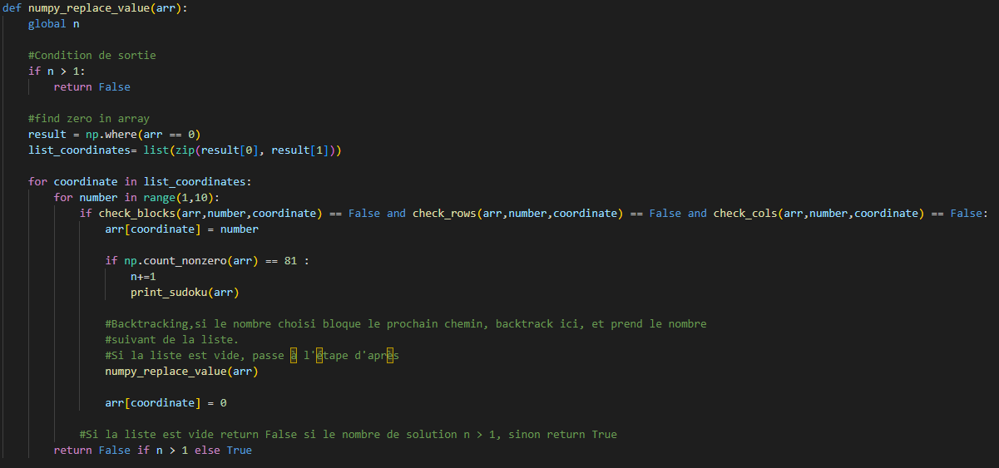 def numpy_replace_value(arr):
    global n

    #Condition de sortie
    if n > 1:
        return False

    #find zero in array
    result = np.where(arr == 0)
    list_coordinates= list(zip(result[0], result[1]))

    for coordinate in list_coordinates:
        for number in range(1,10):
            if check_blocks(arr,number,coordinate) == False and check_rows(arr,number,coordinate) == False and check_cols(arr,number,coordinate) == False:
                arr[coordinate] = number

                if np.count_nonzero(arr) == 81 :
                    n+=1
                    print_sudoku(arr)

                #Backtracking,si le nombre choisi bloque le prochain chemin, backtrack ici, et prend le nombre
                #suivant de la liste.
                #Si la liste est vide, passe à l'étape d'après
                numpy_replace_value(arr)

                arr[coordinate] = 0

            #Si la liste est vide return False si le nombre de solution n > 1, sinon return True
        return False if n > 1 else True